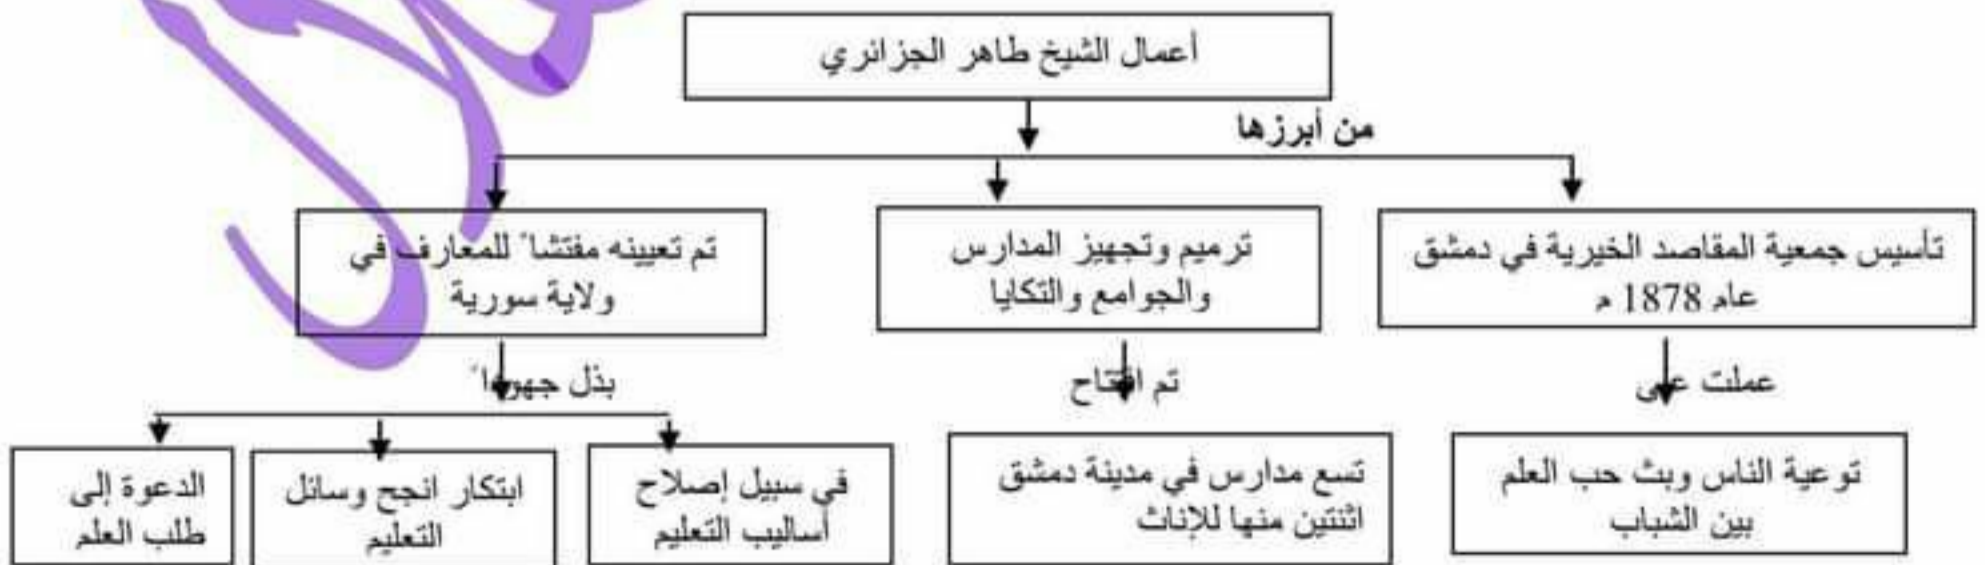 أعمال الشيخ طاهر الجزائري
من أبرزها
تأسيس جمعية المقاصد الخيرية في دمشق
عام 1878 م
ترميم وتجهيز المدارس
والجوامع والتكايا
تم تعيينه مفتشا ً للمعارف في
ولاية سورية
عملت على
تم افتتاح
بذل جهودا ً
توعية الناس وبث حب العلم
بين الشباب
تسع مدارس في مدينة دمشق
اثنتين منها للإناث
في سبيل إصلاح
أساليب التعليم
ابتكار انجح وسائل
التعليم
الدعوة إلى
طلب العلم